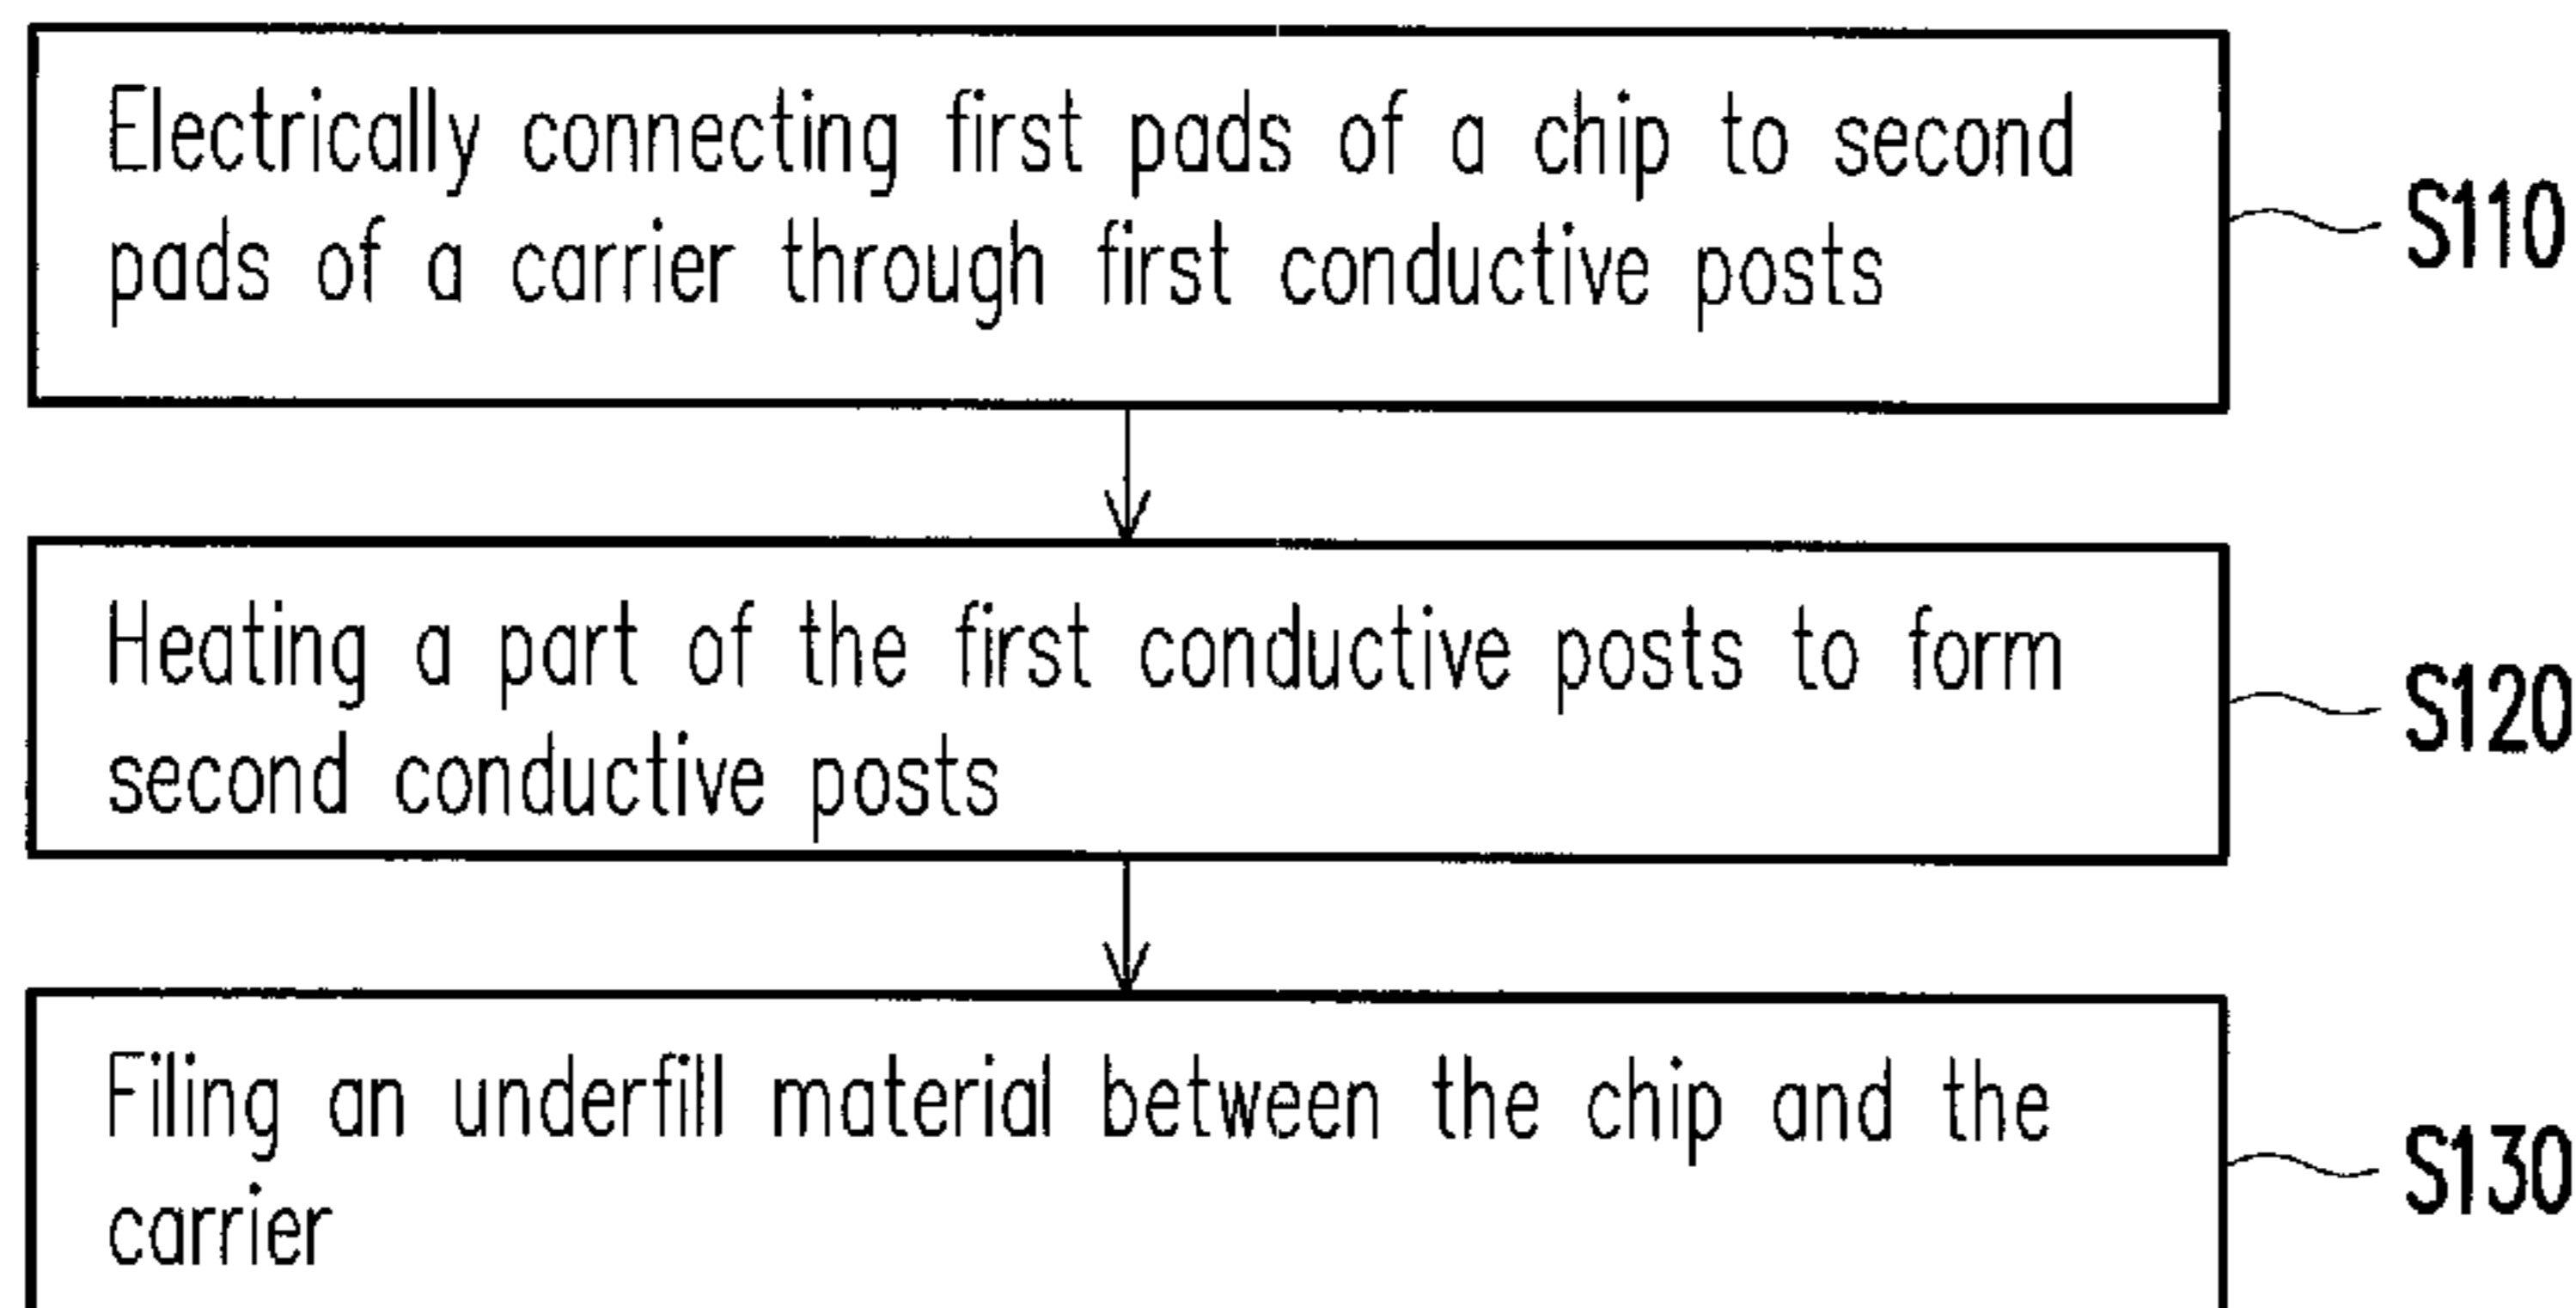 Electrically connecting first pads of a chip to second
pads of a carrier through first conductive posts
S110
Heating a part of the first conductive posts to form
second conductive posts
S120
Filing an underfill material between the chip and the
carrier
S130